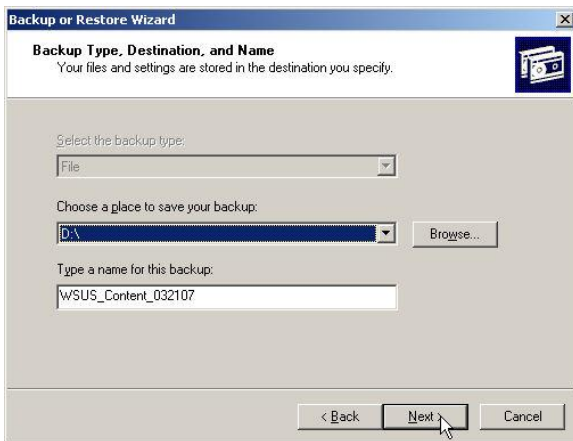 Backup or Restore Wizard
Backup Type, Destination, and Name
Your files and settings are stored in the destination you specify.
Select the backup type:
File
Choose a place to save your backup:
D:\
Browse...
Type a name for this backup:
WSUS_Content_032107
< Back
Next >
Cancel